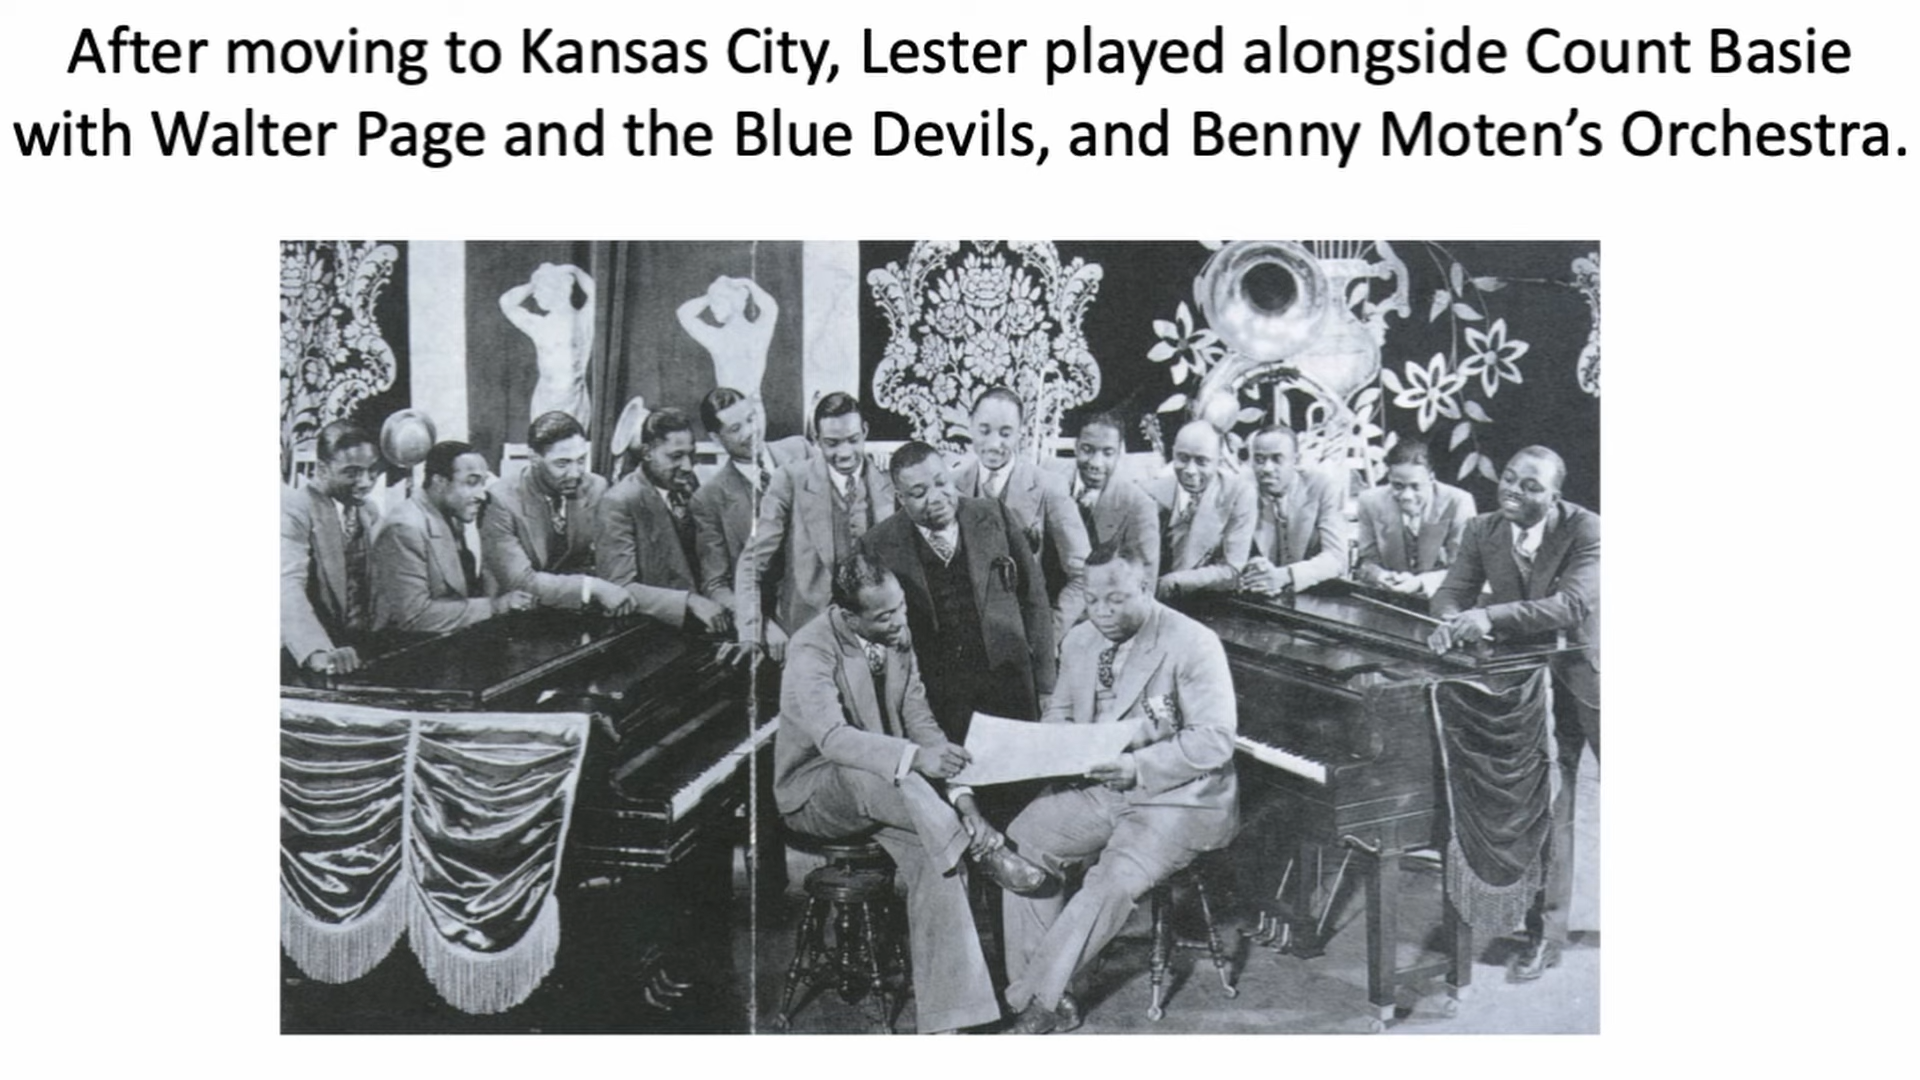 After moving to Kansas City, Lester played alongside Count Basie
with Walter Page and the Blue Devils, and Benny Moten’s Orchestra.